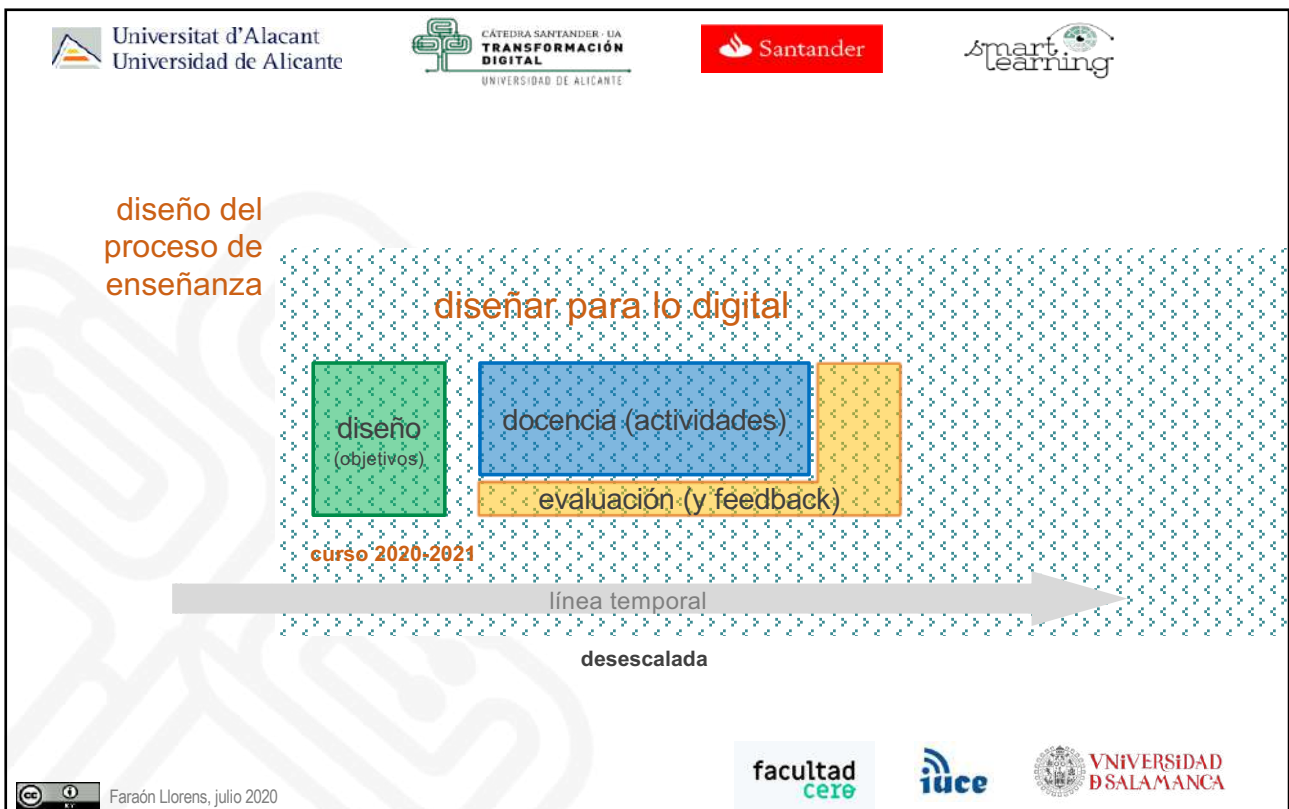 Universitat d'Alacant
Universidad de Alicante
CÁTEDRA SANTANDER · UA
TRANSFORMACIÓN
DIGITAL
UNIVERSIDAD DE ALICANTE
Santander
smart
learning
diseño del
proceso de
enseñanza
diseñar para lo digital
diseño
(objetivos)
docencia (actividades)
evaluación (y feedback)
curso 2020-2021
línea temporal
desescalada
facultad
cero
iuce
VNiVERSiDAD
Ð SALAMANCA
cc
BY
Faraón Llorens, julio 2020